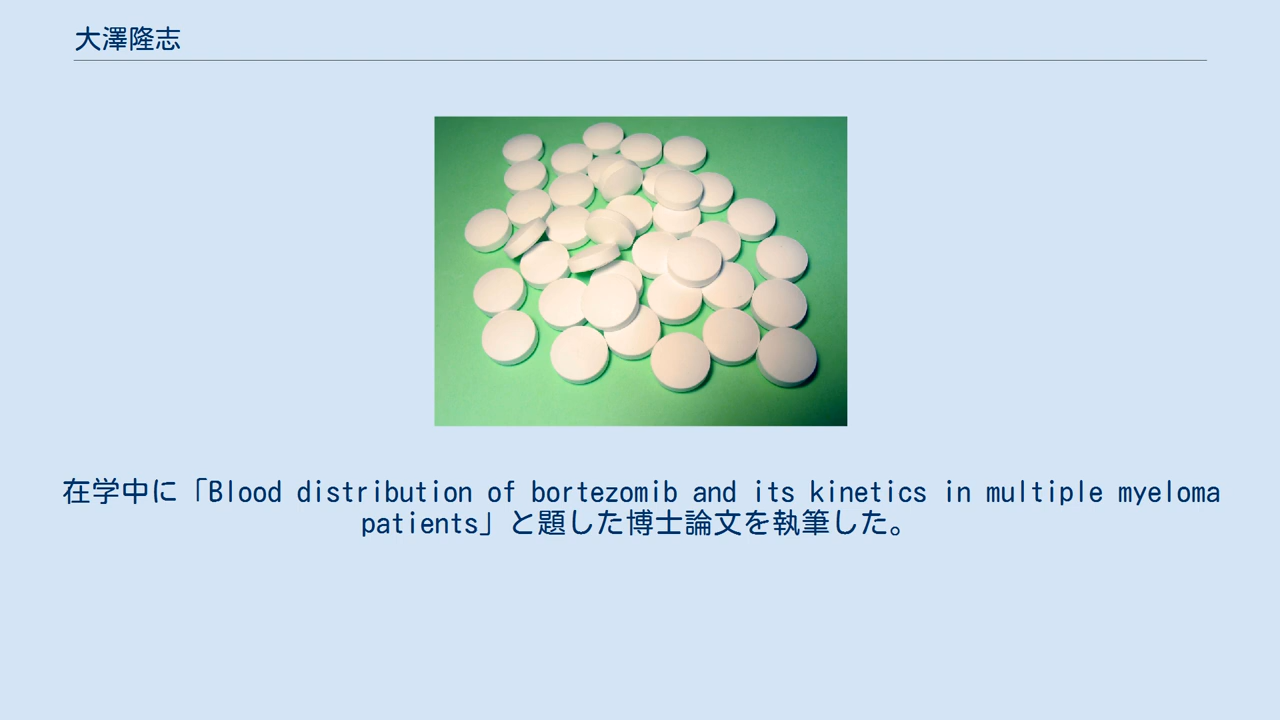 大澤隆志
在学中に「Blood distribution of bortezomib and its kinetics in multiple myeloma
patients」と題した博士論文を執筆した。